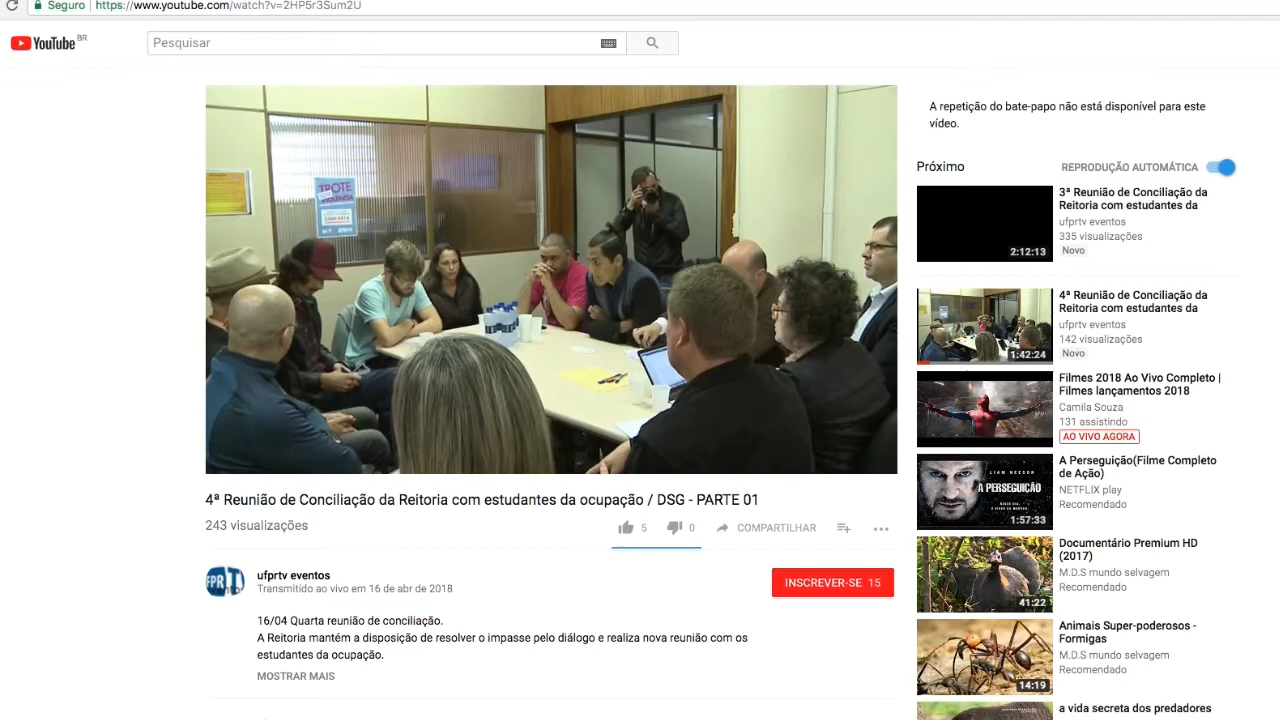 Seguro https://www.youtube.com/watch?v=2HP5r3Sum2U
YouTube BR
Pesquisar
TROTE
VIOLÊNCIA
4ª Reunião de Conciliação da Reitoria com estudantes da ocupação / DSG - PARTE 01
243 visualizações
5 0 COMPARTILHAR
ufprtv eventos
Transmitido ao vivo em 16 de abr de 2018
INSCREVER-SE 15
16/04 Quarta reunião de conciliação.
A Reitoria mantém a disposição de resolver o impasse pelo diálogo e realiza nova reunião com os
estudantes da ocupação.
MOSTRAR MAIS
A repetição do bate-papo não está disponível para este
vídeo.
Próximo REPRODUÇÃO AUTOMÁTICA
2:12:13
3ª Reunião de Conciliação da
Reitoria com estudantes da
ufprtv eventos
335 visualizações
Novo
1:42:24
4ª Reunião de Conciliação da
Reitoria com estudantes da
ufprtv eventos
142 visualizações
Novo
Filmes 2018 Ao Vivo Completo |
Filmes lançamentos 2018
Camila Souza
131 assistindo
AO VIVO AGORA
LIAM NEESON
A PERSEGUIÇÃO
1:57:33
A Perseguição(Filme Completo
de Ação)
NETFLIX play
Recomendado
41:22
Documentário Premium HD
(2017)
M.D.S mundo selvagem
Recomendado
14:19
Animais Super-poderosos -
Formigas
M.D.S mundo selvagem
Recomendado
a vida secreta dos predadores